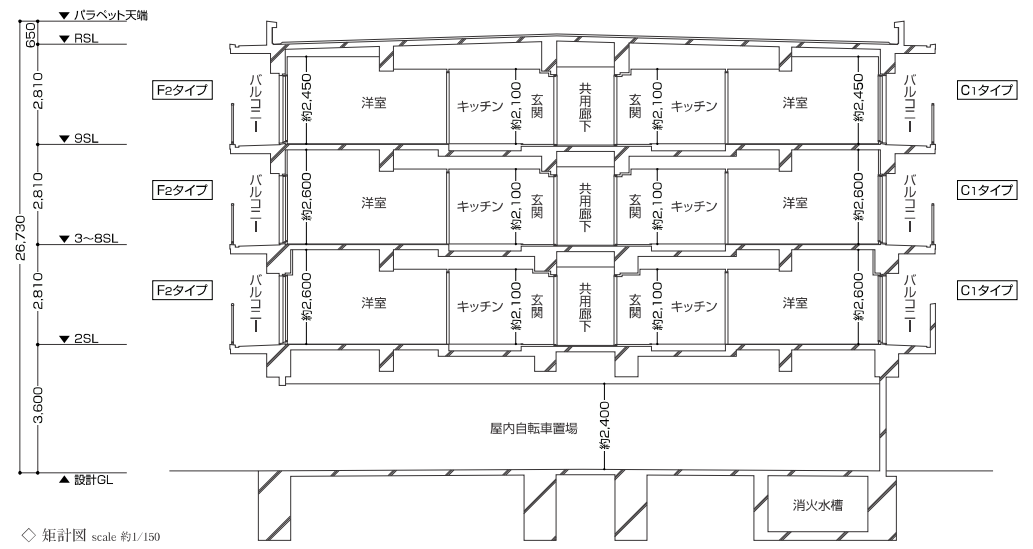 ▼ パラペット天端
650
▼ RSL
2,810
▼ 9SL
2,810
▼ 3〜8SL
2,810
▼ 2SL
3,600
▲ 設計GL
26,730
F2タイプ
バルコニー
約2,450
洋室
キッチン
約2,100
玄関
共用廊下
玄関
約2,100
キッチン
洋室
約2,450
バルコニー
C1タイプ
F2タイプ
バルコニー
約2,600
洋室
キッチン
約2,100
玄関
共用廊下
玄関
約2,100
キッチン
洋室
約2,600
バルコニー
C1タイプ
F2タイプ
バルコニー
約2,600
洋室
キッチン
約2,100
玄関
共用廊下
玄関
約2,100
キッチン
洋室
約2,600
バルコニー
C1タイプ
屋内自転車置場
約2,400
消火水槽
◇ 矩計図 scale 約1/150